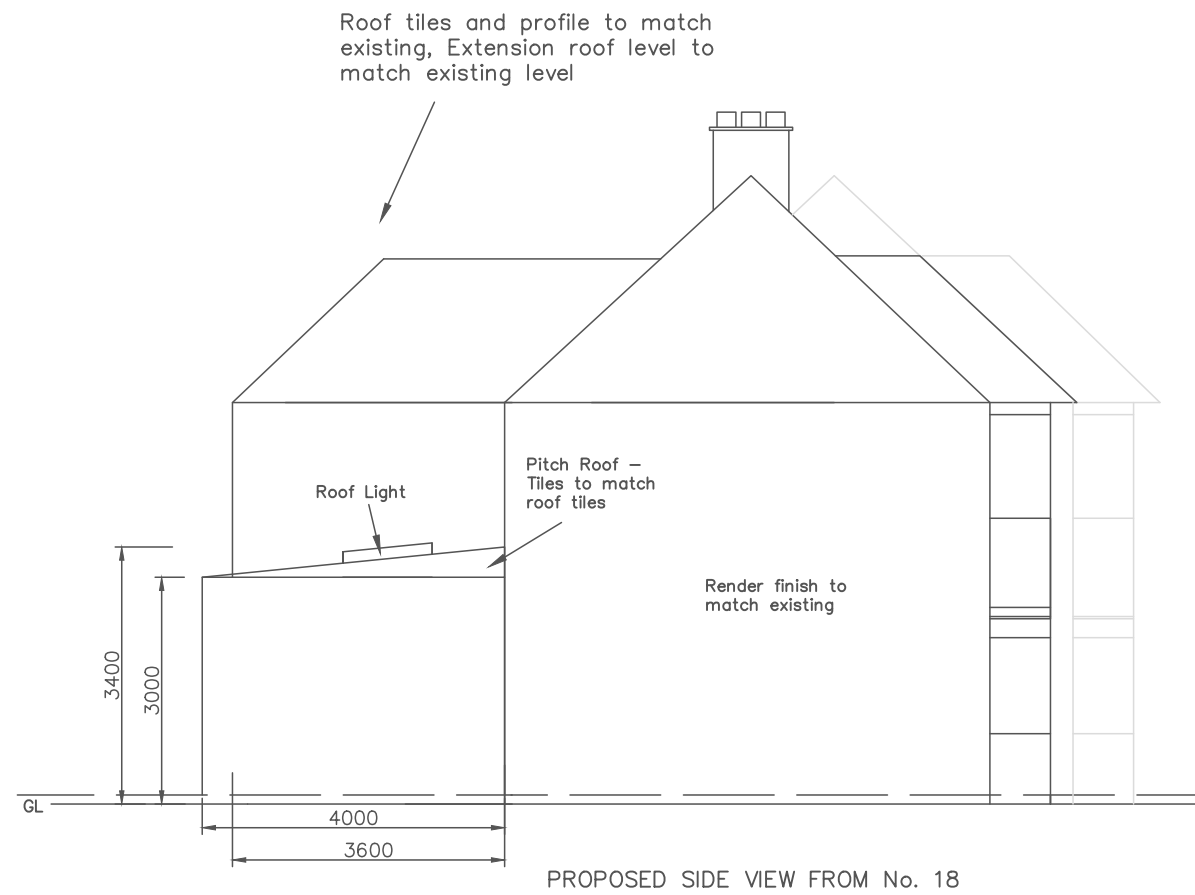 Roof tiles and profile to match
existing, Extension roof level to
match existing level
Pitch Roof –
Tiles to match
roof tiles
Roof Light
Render finish to
match existing
3400
3000
GL
4000
3600
PROPOSED SIDE VIEW FROM No. 18